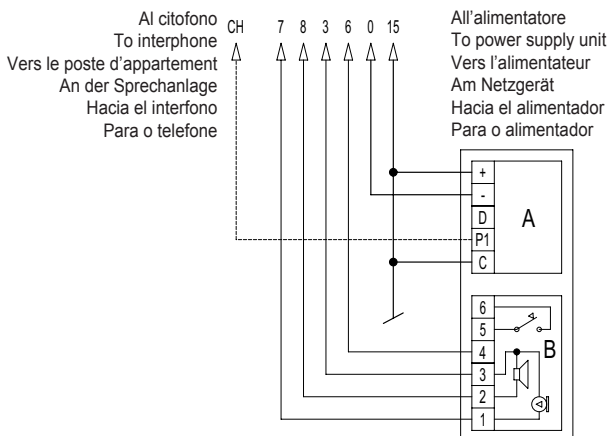 Al citofono
To interphone
Vers le poste d’appartement
An der Sprechanlage
Hacia el interfono
Para o telefone
CH 7 8 3 6 0 15
All’alimentatore
To power supply unit
Vers l’alimentateur
Am Netzgerät
Hacia el alimentador
Para o alimentador
+
-
D
P1
C
A
6
5
4
3
2
1
B